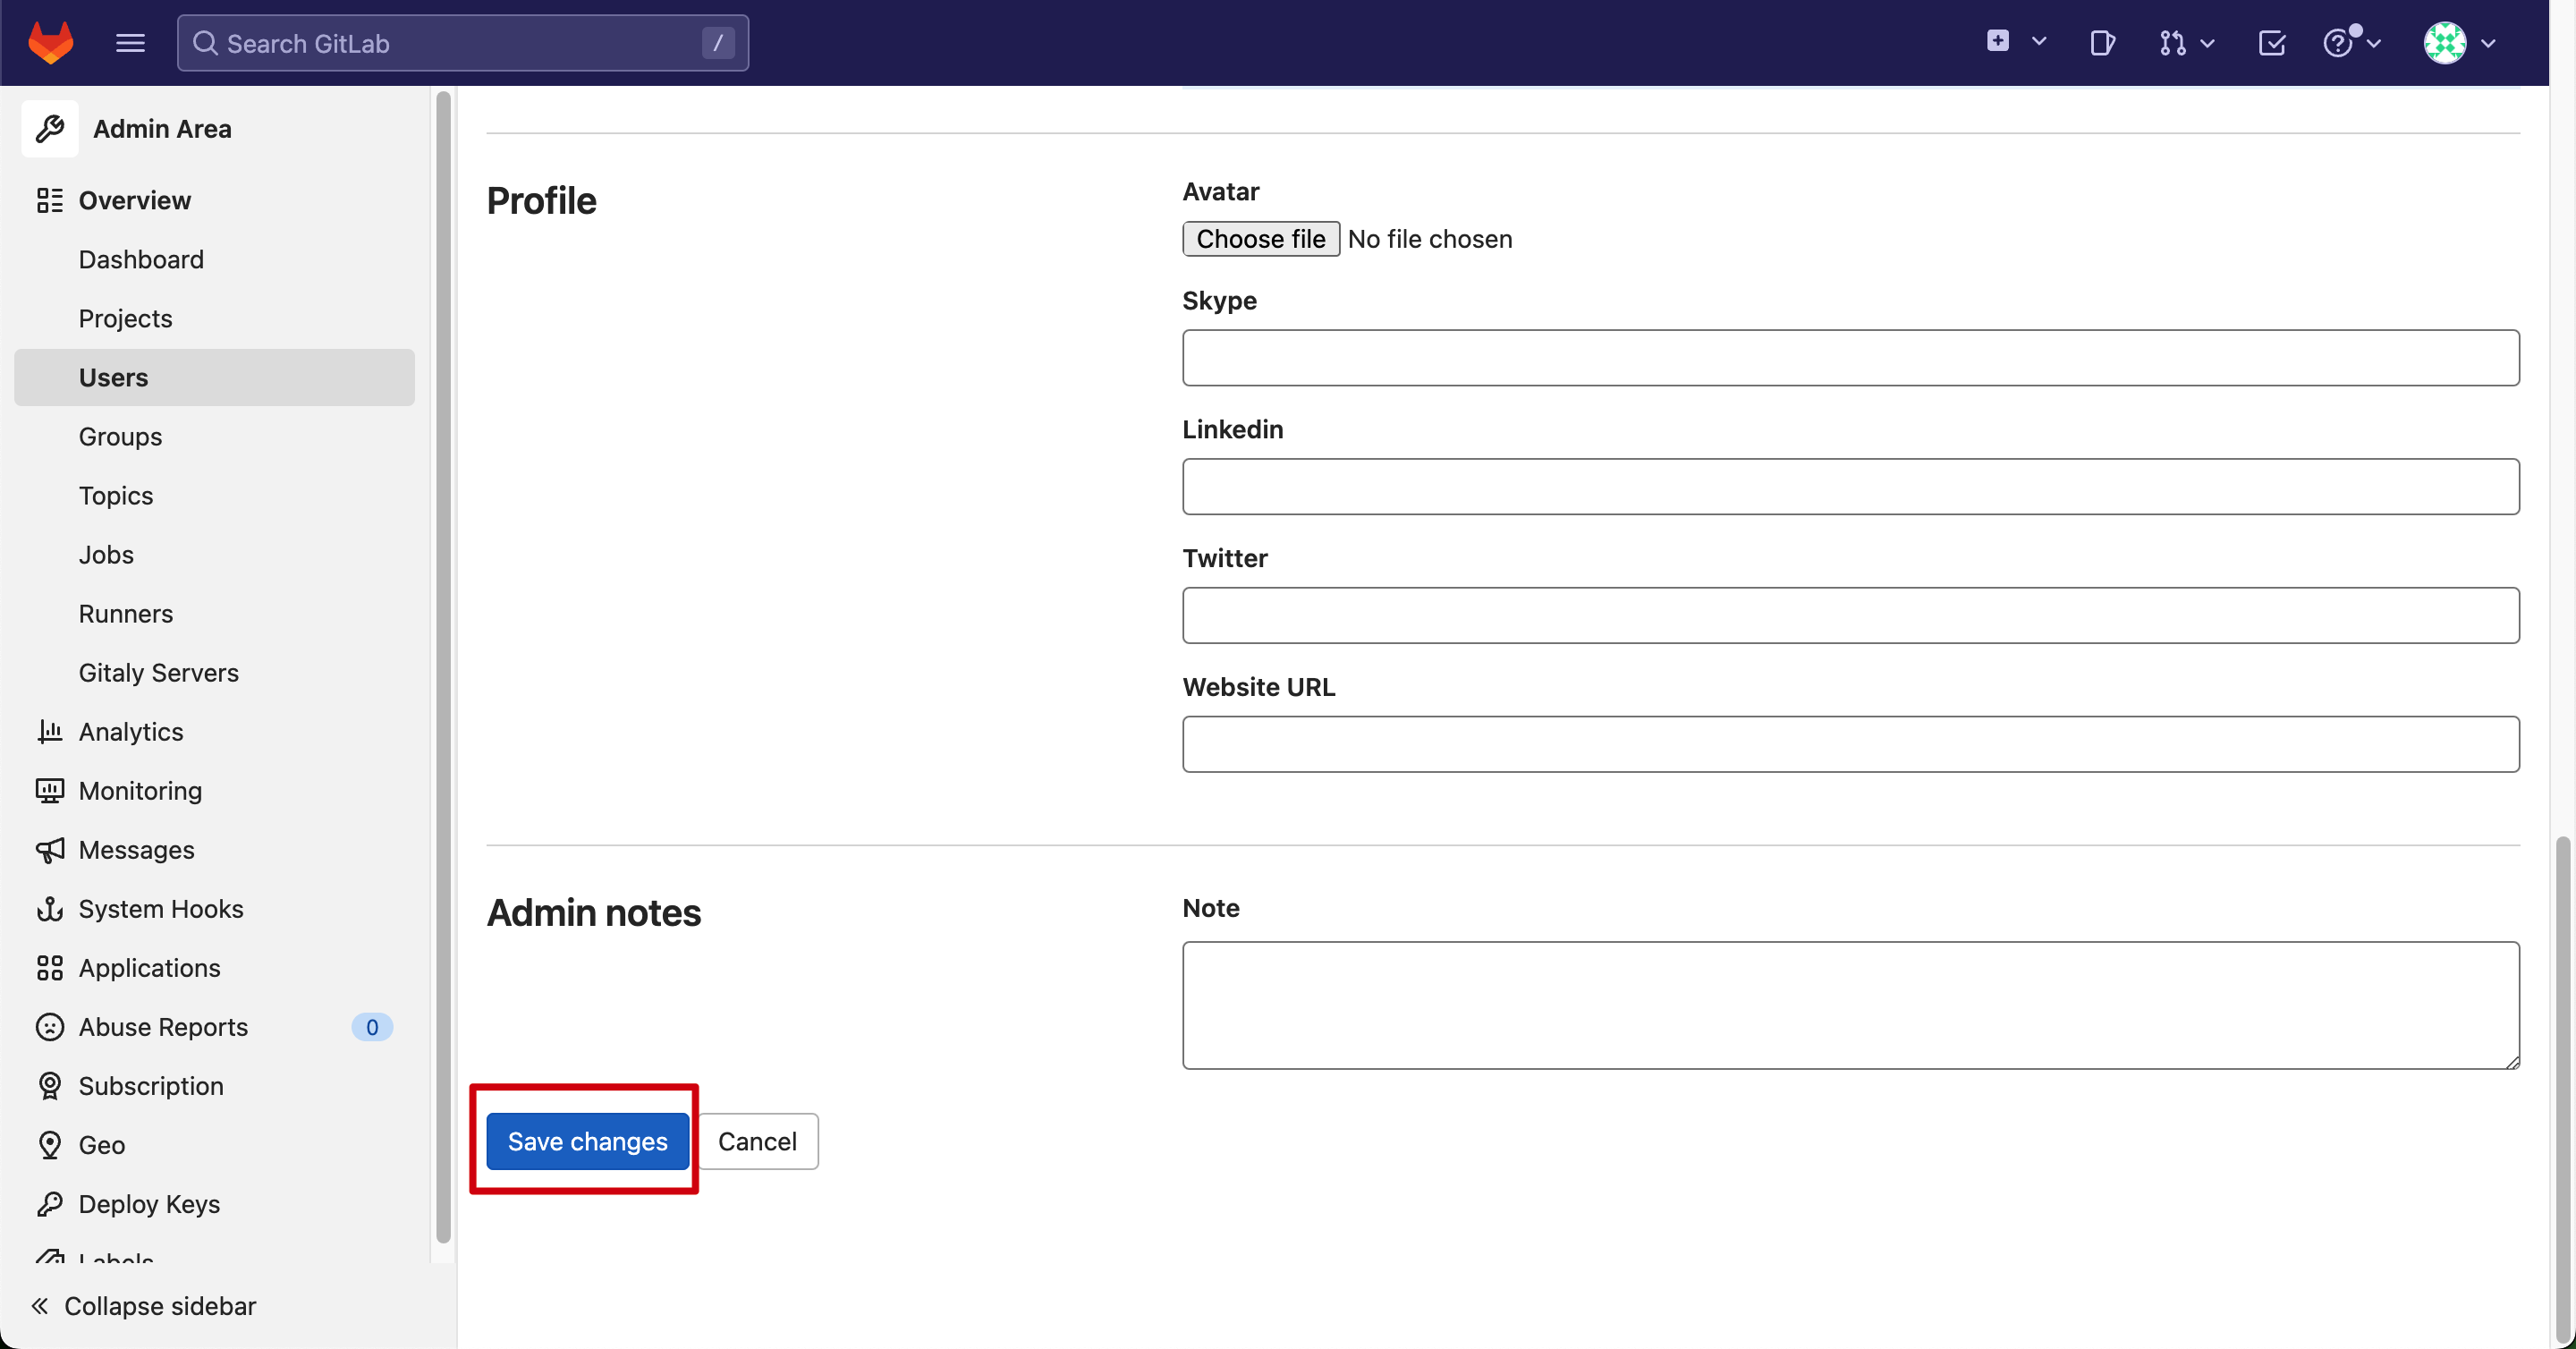 Search GitLab
/
Admin Area
Overview
Dashboard
Projects
Users
Groups
Topics
Jobs
Runners
Gitaly Servers
Analytics
Monitoring
Messages
System Hooks
Applications
Abuse Reports 0
Subscription
Geo
Deploy Keys
Labels
Collapse sidebar
Profile
Avatar
Choose file No file chosen
Skype
Linkedin
Twitter
Website URL
Admin notes
Note
Save changes
Cancel